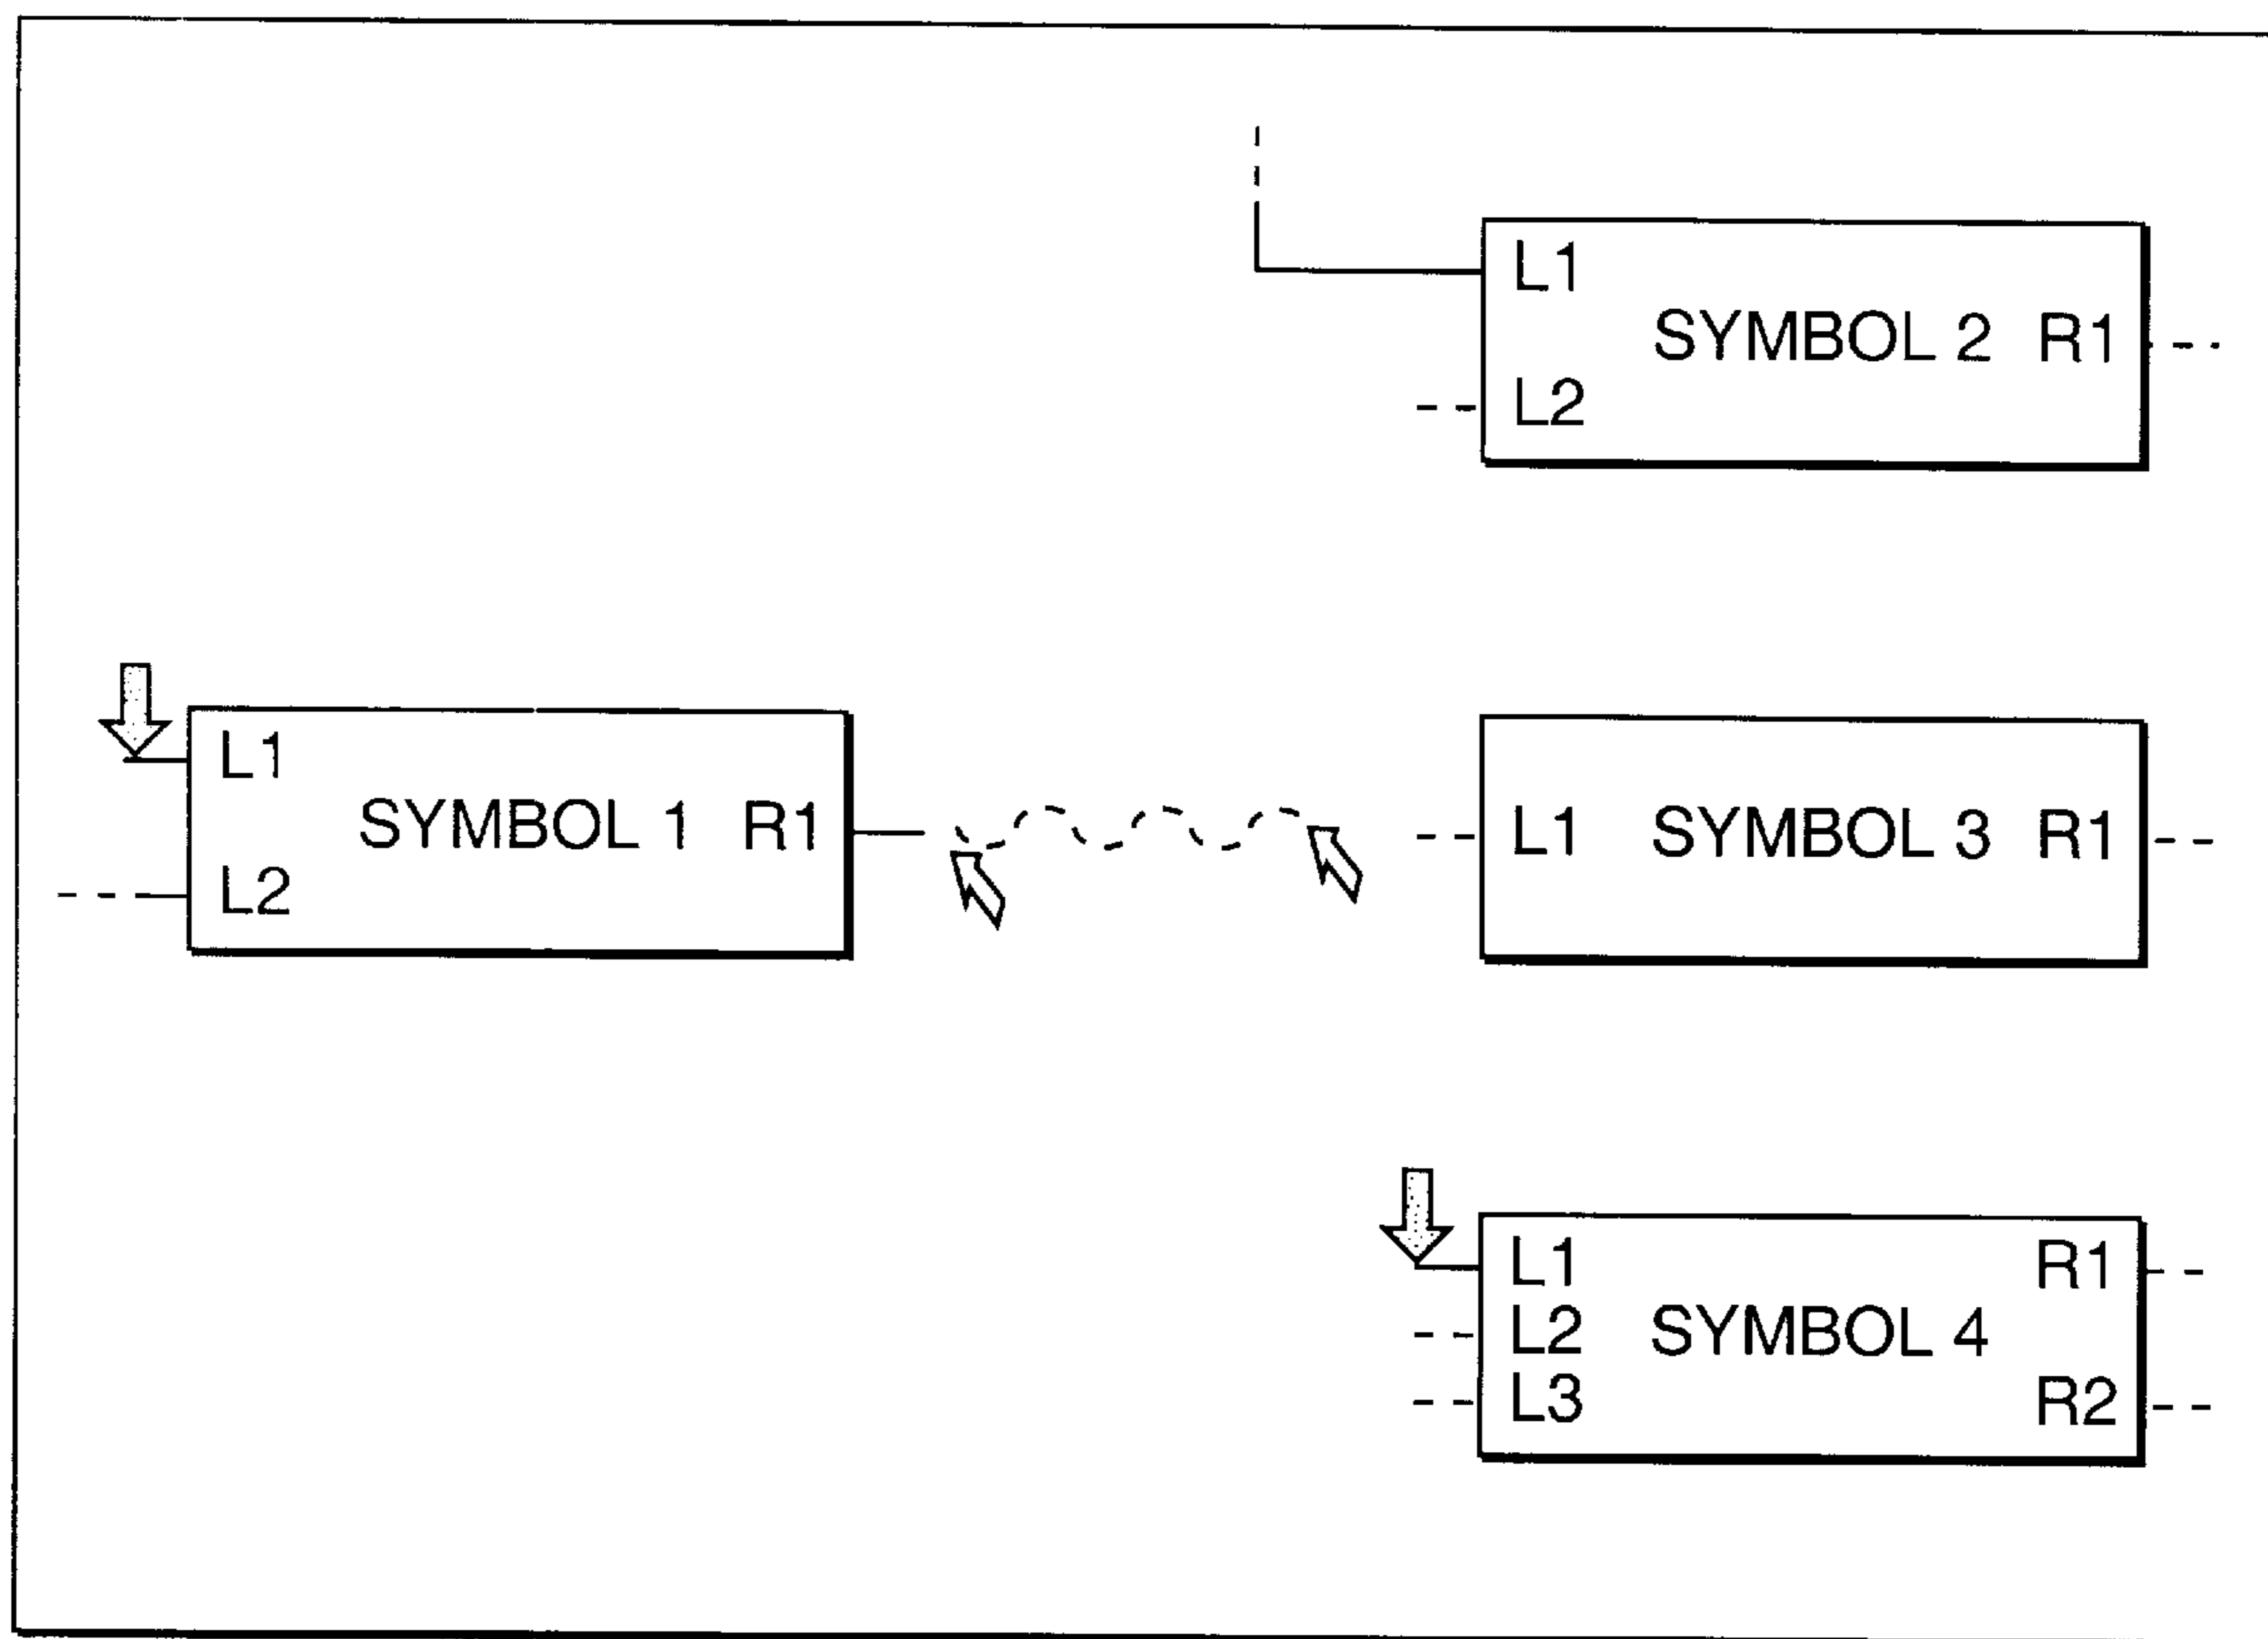 L1
SYMBOL 2 R1
L2
L1
SYMBOL 1 R1
L2
L1 SYMBOL 3 R1
L1 R1
L2 SYMBOL 4
L3 R2